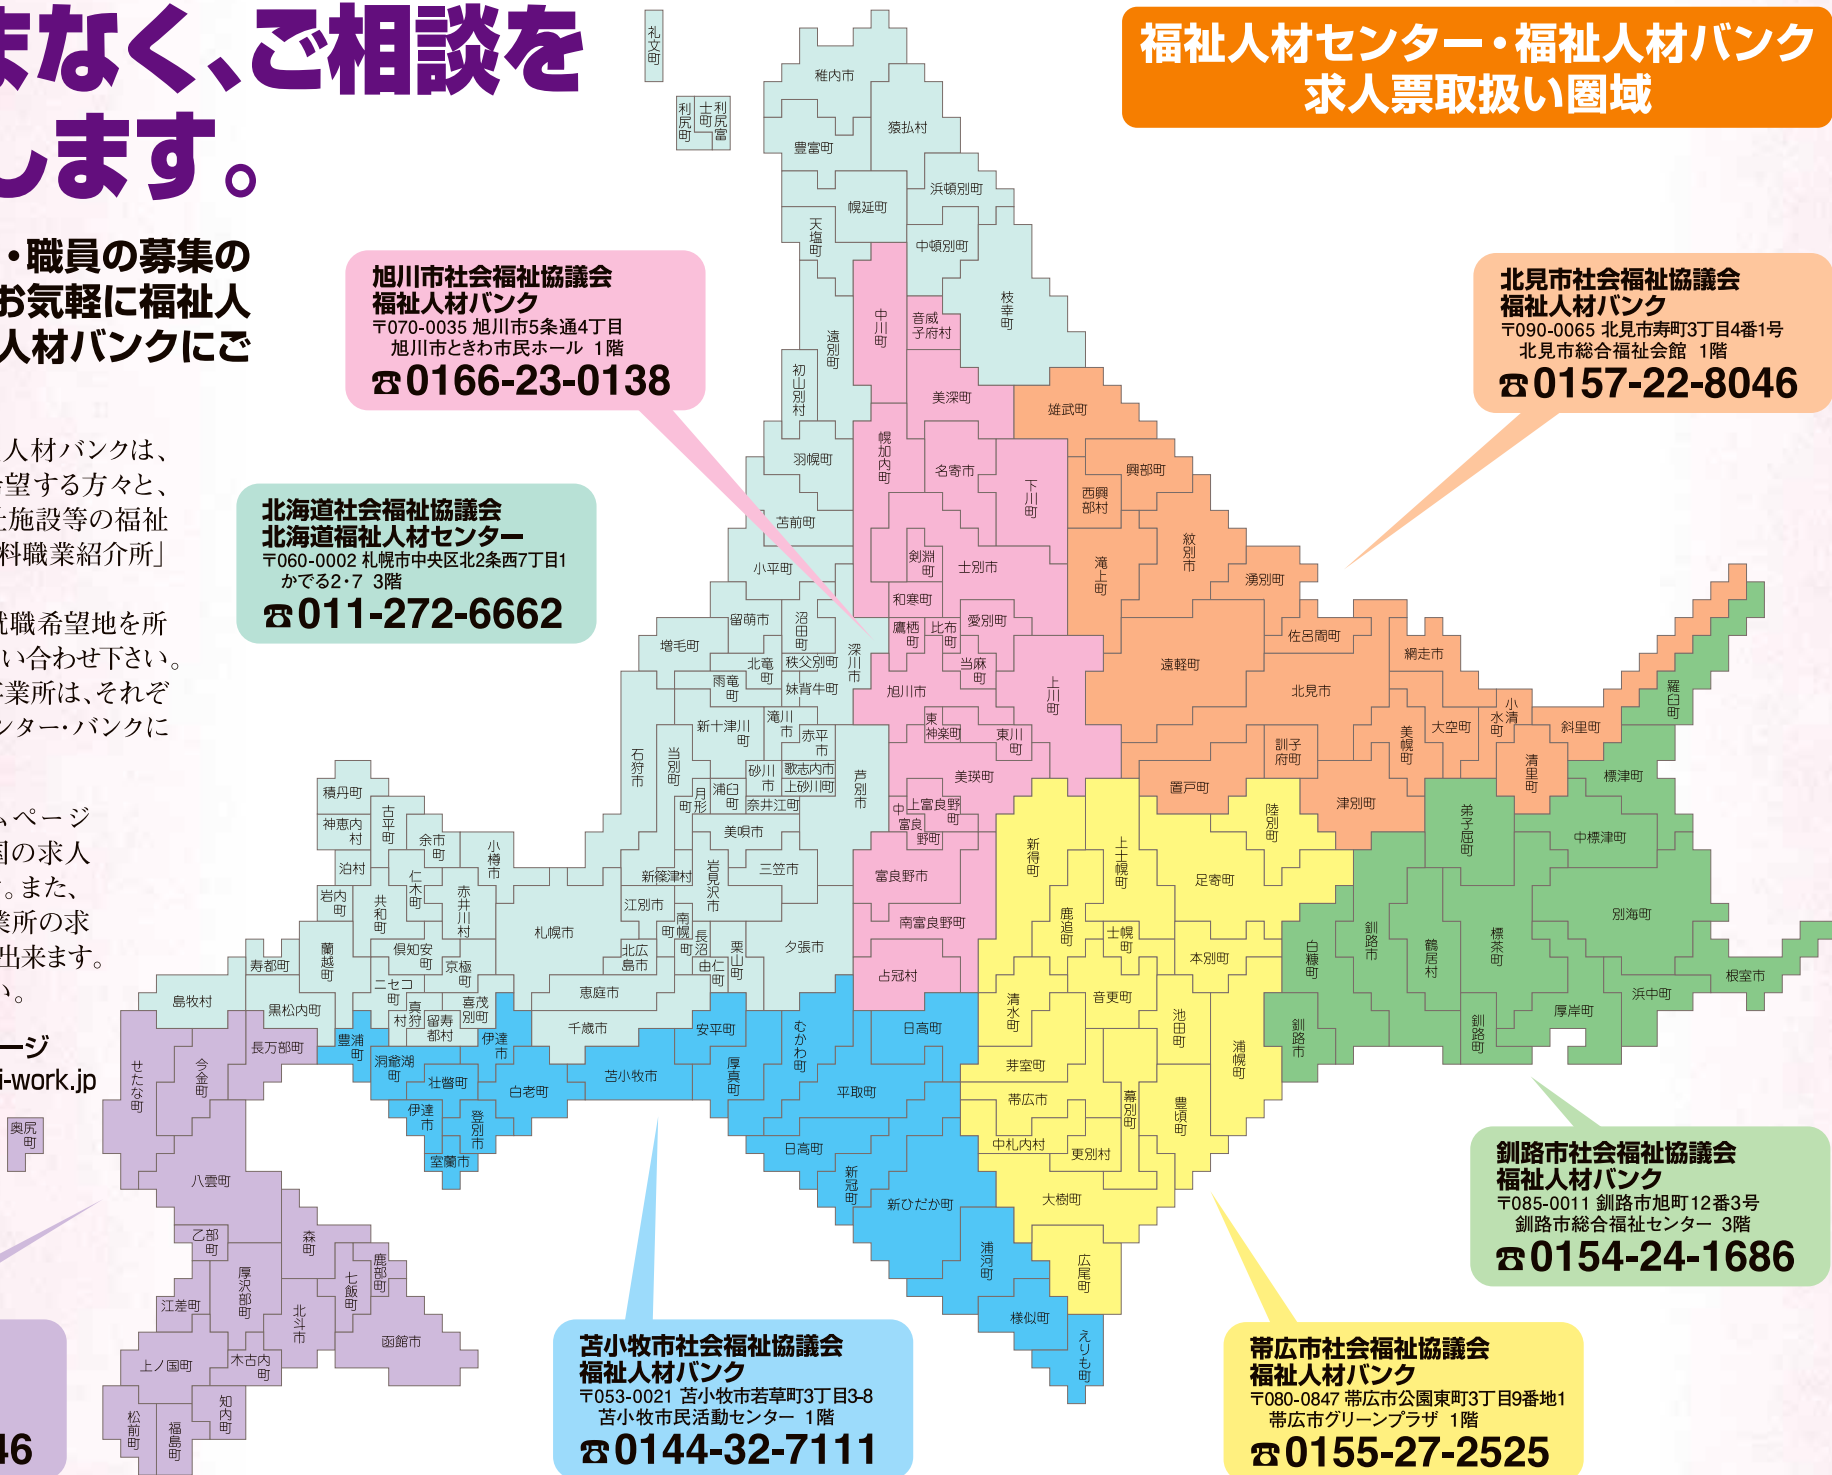 まなく、ご相談を
します。
・職員の募集の
お気軽に福祉人
人材バンクにご
人材バンクは、
希望する方々と、
祉施設等の福祉
料職業紹介所」
就職希望地を所
い合わせ下さい。
事業所は、それぞ
ンター・バンクに
ムページ
国の求人
。また、
業所の求
出来ます。
い。
ージ
i-work.jp
福祉人材センター・福祉人材バンク
求人票取扱い圏域
旭川市社会福祉協議会
福祉人材バンク
〒070-0035 旭川市5条通4丁目
旭川市ときわ市民ホール 1階
☎0166-23-0138
北見市社会福祉協議会
福祉人材バンク
〒090-0065 北見市寿町3丁目4番1号
北見市総合福祉会館 1階
☎0157-22-8046
北海道社会福祉協議会
北海道福祉人材センター
〒060-0002 札幌市中央区北2条西7丁目1
かでる2・7 3階
☎011-272-6662
釧路市社会福祉協議会
福祉人材バンク
〒085-0011 釧路市旭町12番3号
釧路市総合福祉センター 3階
☎0154-24-1686
苫小牧市社会福祉協議会
福祉人材バンク
〒053-0021 苫小牧市若草町3丁目3-8
苫小牧市民活動センター 1階
☎0144-32-7111
帯広市社会福祉協議会
福祉人材バンク
〒080-0847 帯広市公園東町3丁目9番地1
帯広市グリーンプラザ 1階
☎0155-27-2525
46
礼文町
利尻町
利尻富士町
稚内市
猿払村
豊富町
浜頓別町
幌延町
天塩町
中頓別町
枝幸町
遠別町
初山別村
羽幌町
苫前町
小平町
留萌市
増毛町
沼田町
北竜町
秩父別町
深川市
雨竜町
妹背牛町
新十津川町
滝川市
赤平市
石狩市
当別町
月形町
浦臼町
砂川市
歌志内市
上砂川町
奈井江町
芦別市
美唄市
三笠市
岩見沢市
新篠津村
江別市
南幌町
長沼町
栗山町
由仁町
夕張市
札幌市
北広島市
恵庭市
千歳市
積丹町
神恵内村
古平町
余市町
小樽市
泊村
仁木町
赤井川村
岩内町
共和町
倶知安町
京極町
蘭越町
ニセコ町
真狩村
留寿都村
喜茂別町
寿都町
黒松内町
島牧村
中川町
音威子府村
美深町
幌加内町
名寄市
下川町
剣淵町
士別市
和寒町
鷹栖町
比布町
愛別町
当麻町
上川町
旭川市
東神楽町
東川町
美瑛町
上富良野町
中富良野町
富良野市
南富良野町
占冠村
雄武町
興部町
西興部村
紋別市
滝上町
湧別町
佐呂間町
遠軽町
北見市
網走市
大空町
小清水町
斜里町
清里町
美幌町
訓子府町
置戸町
津別町
羅臼町
標津町
中標津町
別海町
根室市
弟子屈町
標茶町
鶴居村
釧路市
白糠町
釧路市
釧路町
厚岸町
浜中町
陸別町
足寄町
上士幌町
新得町
鹿追町
士幌町
本別町
音更町
清水町
池田町
浦幌町
芽室町
帯広市
幕別町
豊頃町
中札内村
更別村
大樹町
広尾町
豊浦町
洞爺湖町
伊達市
壮瞥町
白老町
伊達市
登別市
室蘭市
苫小牧市
安平町
厚真町
むかわ町
日高町
平取町
日高町
新冠町
新ひだか町
浦河町
様似町
えりも町
長万部町
今金町
せたな町
奥尻町
八雲町
乙部町
厚沢部町
森町
鹿部町
七飯町
北斗市
函館市
江差町
上ノ国町
木古内町
知内町
松前町
福島町